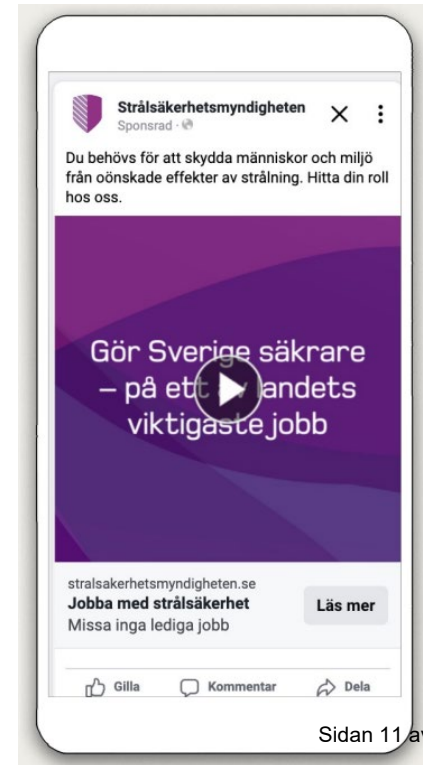 Strålsäkerhetsmyndigheten
Sponsrad ·
Du behövs för att skydda människor och miljö
från oönskade effekter av strålning. Hitta din roll
hos oss.
Gör Sverige säkrare
– på ett av landets
viktigaste jobb
stralsakerhetsmyndigheten.se
Jobba med strålsäkerhet
Läs mer
Missa inga lediga jobb
Gilla
Kommentar
Dela
Sidan 11 av